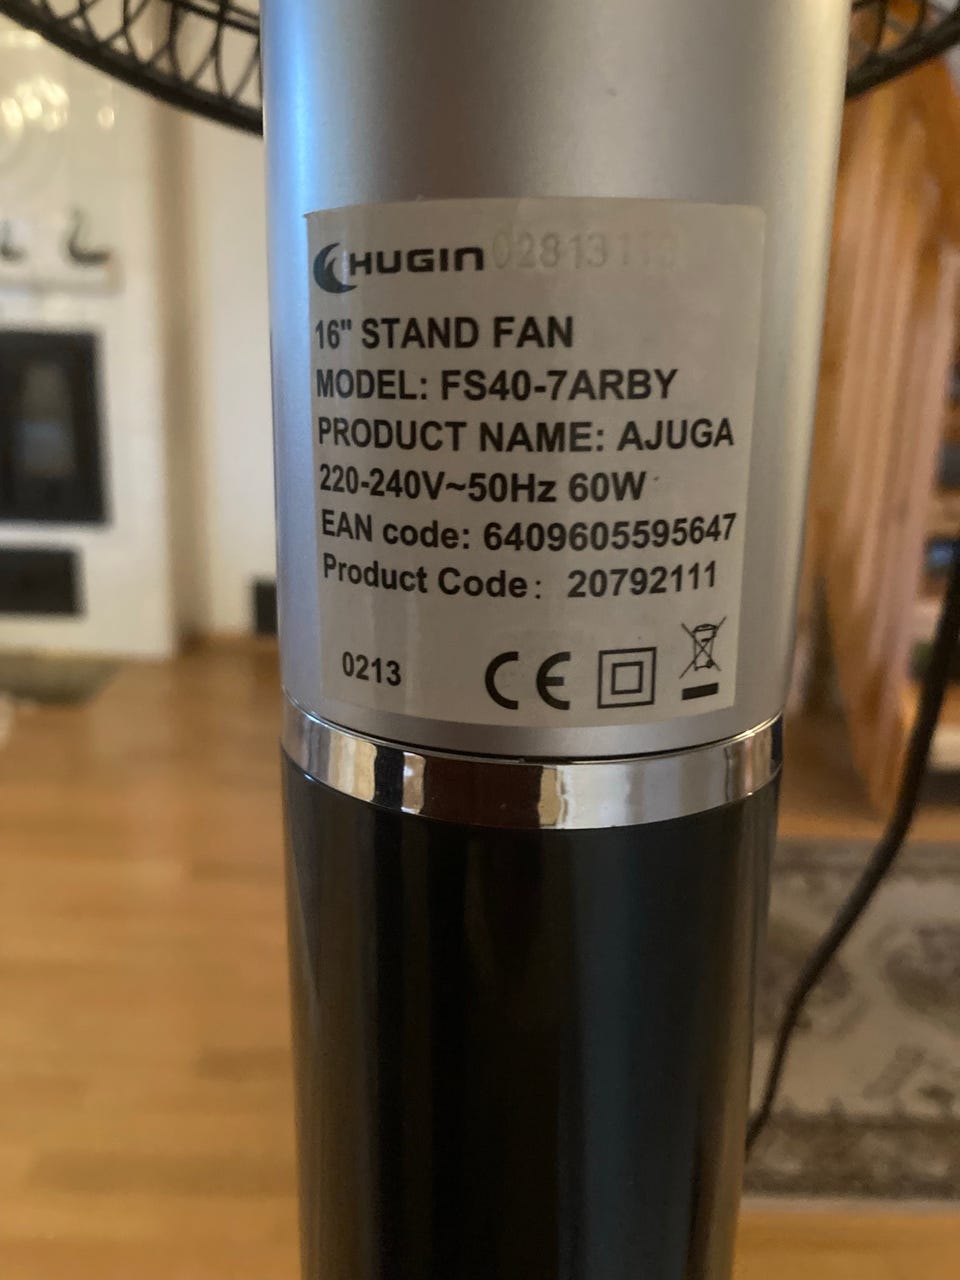 HUGIN
16" STAND FAN
MODEL: FS40-7ARBY
PRODUCT NAME: AJUGA
220-240V~50Hz 60W
EAN code: 6409605595647
Product Code: 20792111
0213 CE